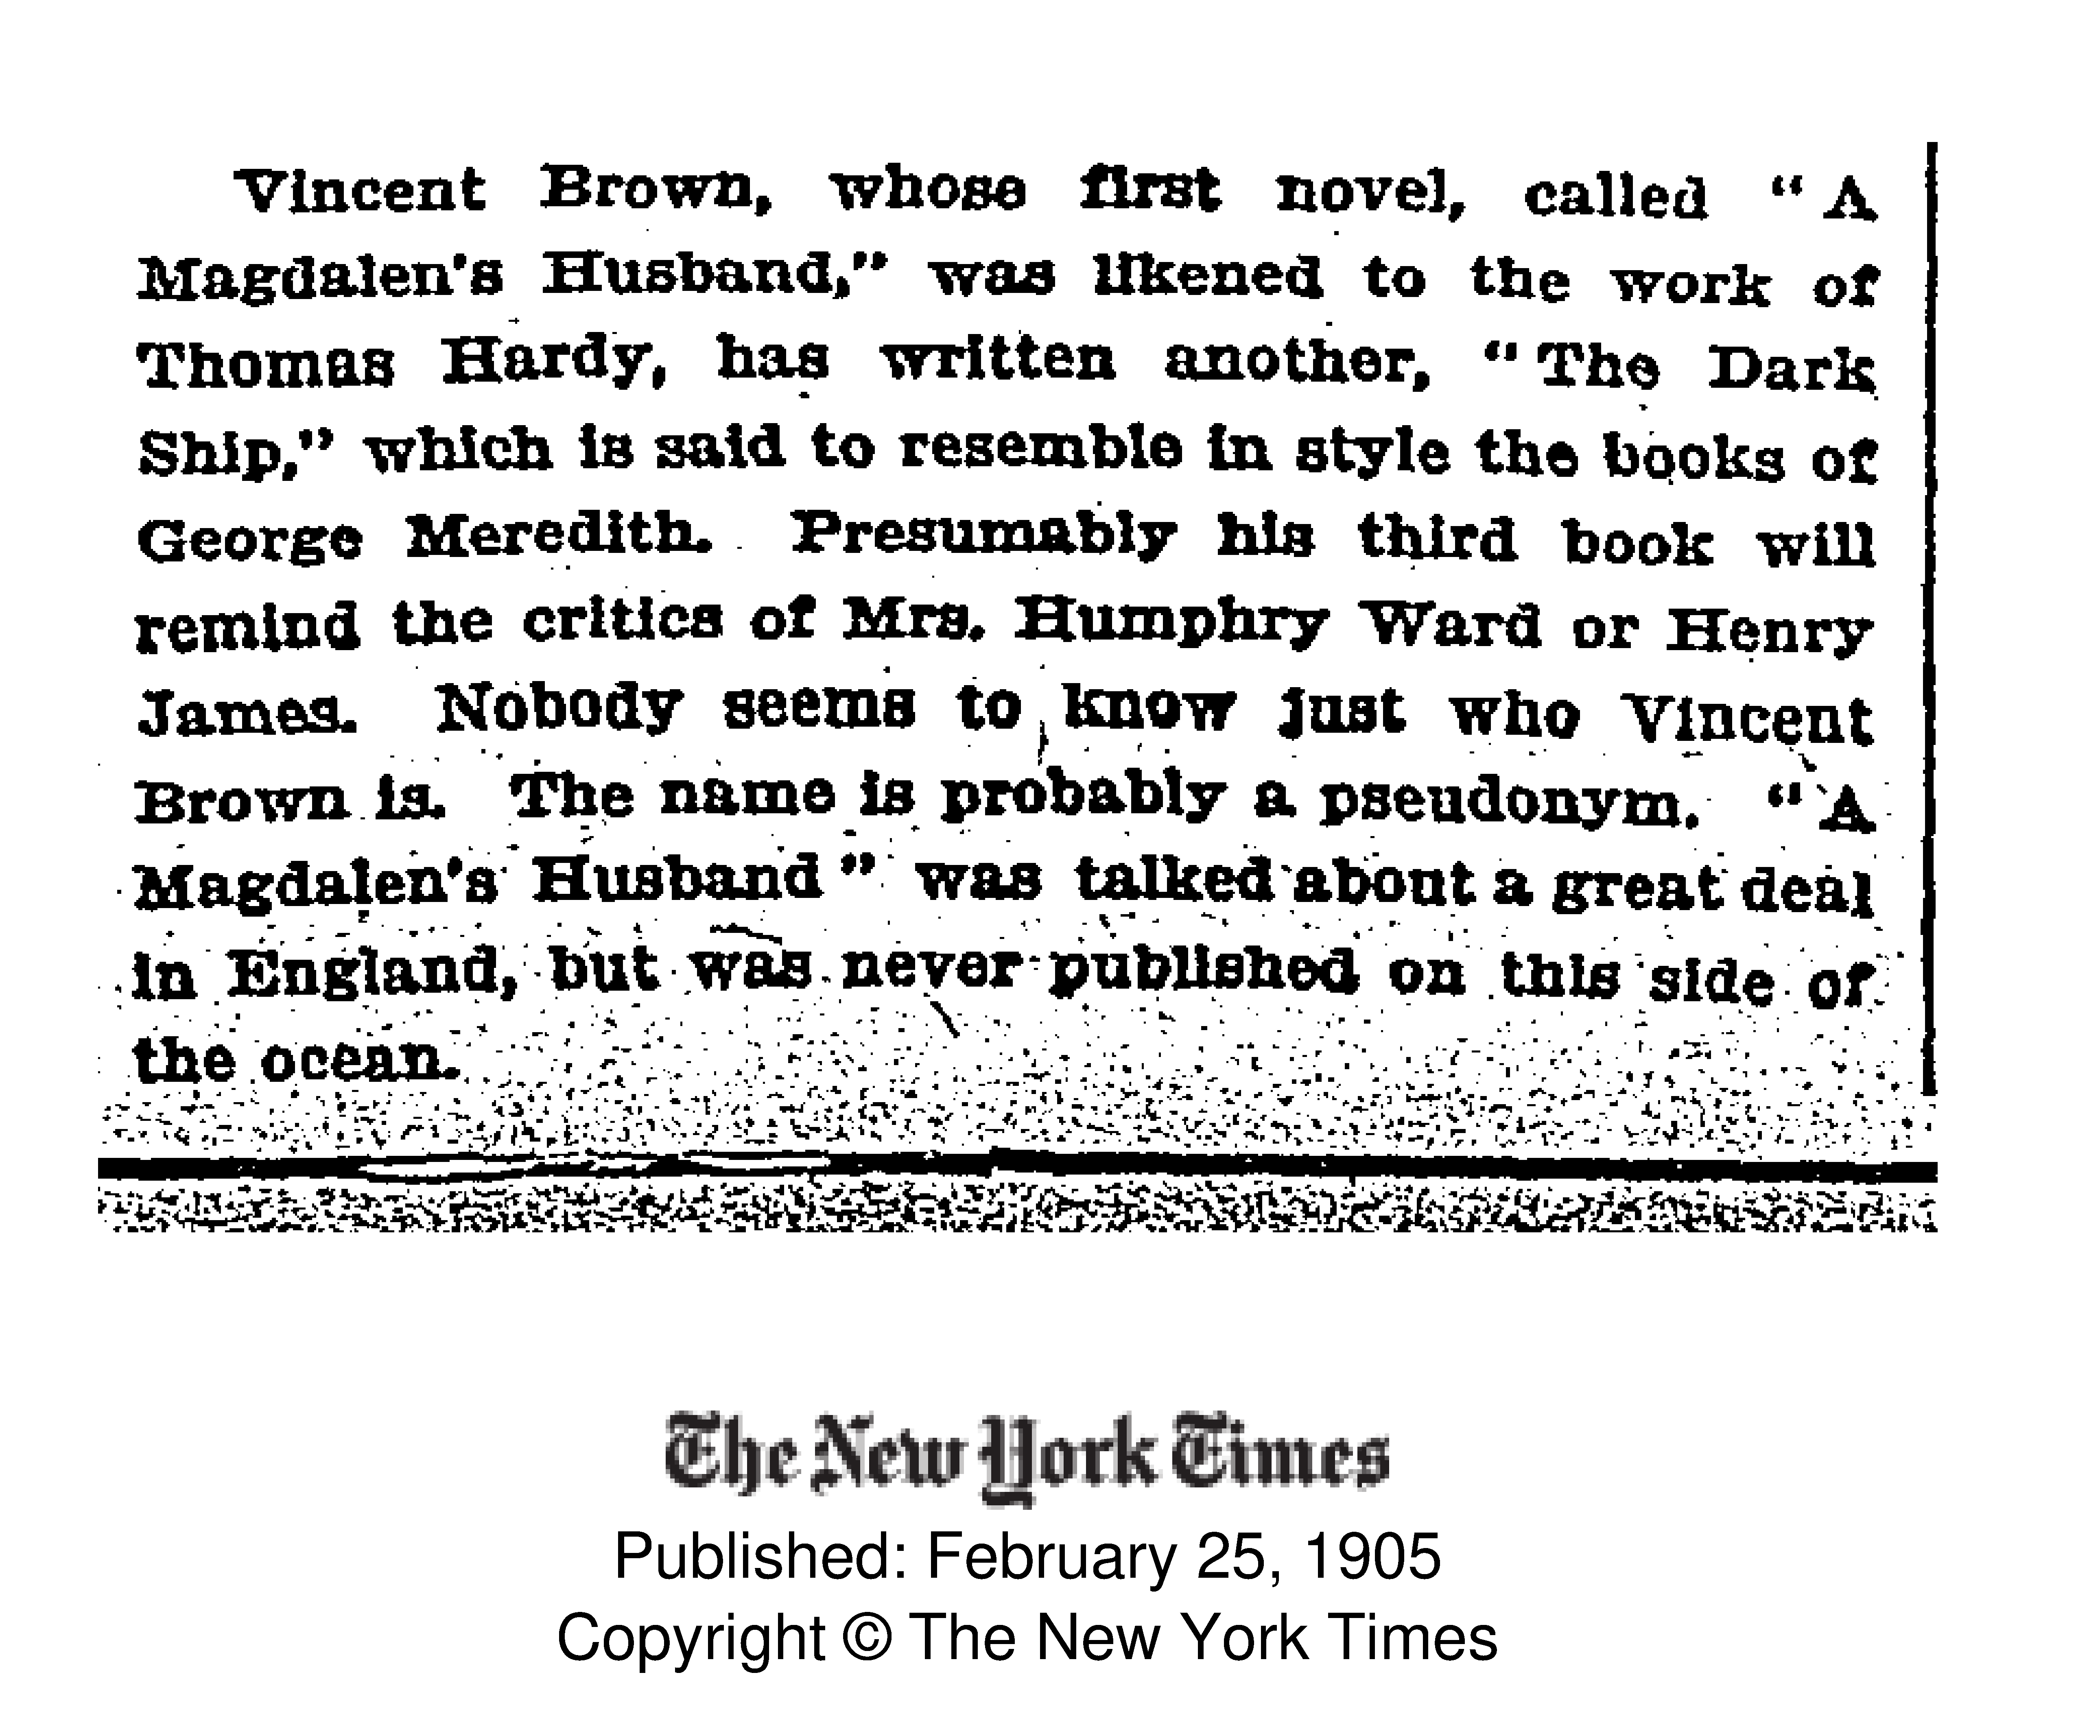 Vincent Brown, whose first novel, called "A
Magdalen's Husband," was likened to the work of
Thomas Hardy, has written another, "The Dark
Ship," which is said to resemble in style the books of
George Meredith. Presumably his third book will
remind the critics of Mrs. Humphry Ward or Henry
James. Nobody seems to know just who Vincent
Brown is. The name is probably a pseudonym. "A
Magdalen's Husband" was talked about a great deal
in England, but was never published on this side of
the ocean.
The New York Times
Published: February 25, 1905
Copyright © The New York Times